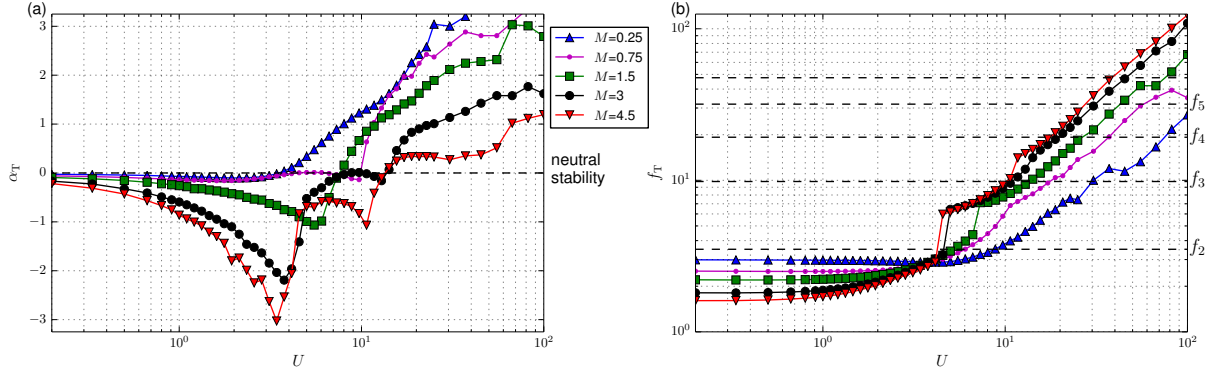 (a)
3
2
1
0
−1
−2
−3
α_T
10^0
10^1
10^2
U
M=0.25
M=0.75
M=1.5
M=3
M=4.5
neutral
stability
(b)
10^2
10^1
10^0
f_T
10^0
10^1
10^2
U
f_5
f_4
f_3
f_2